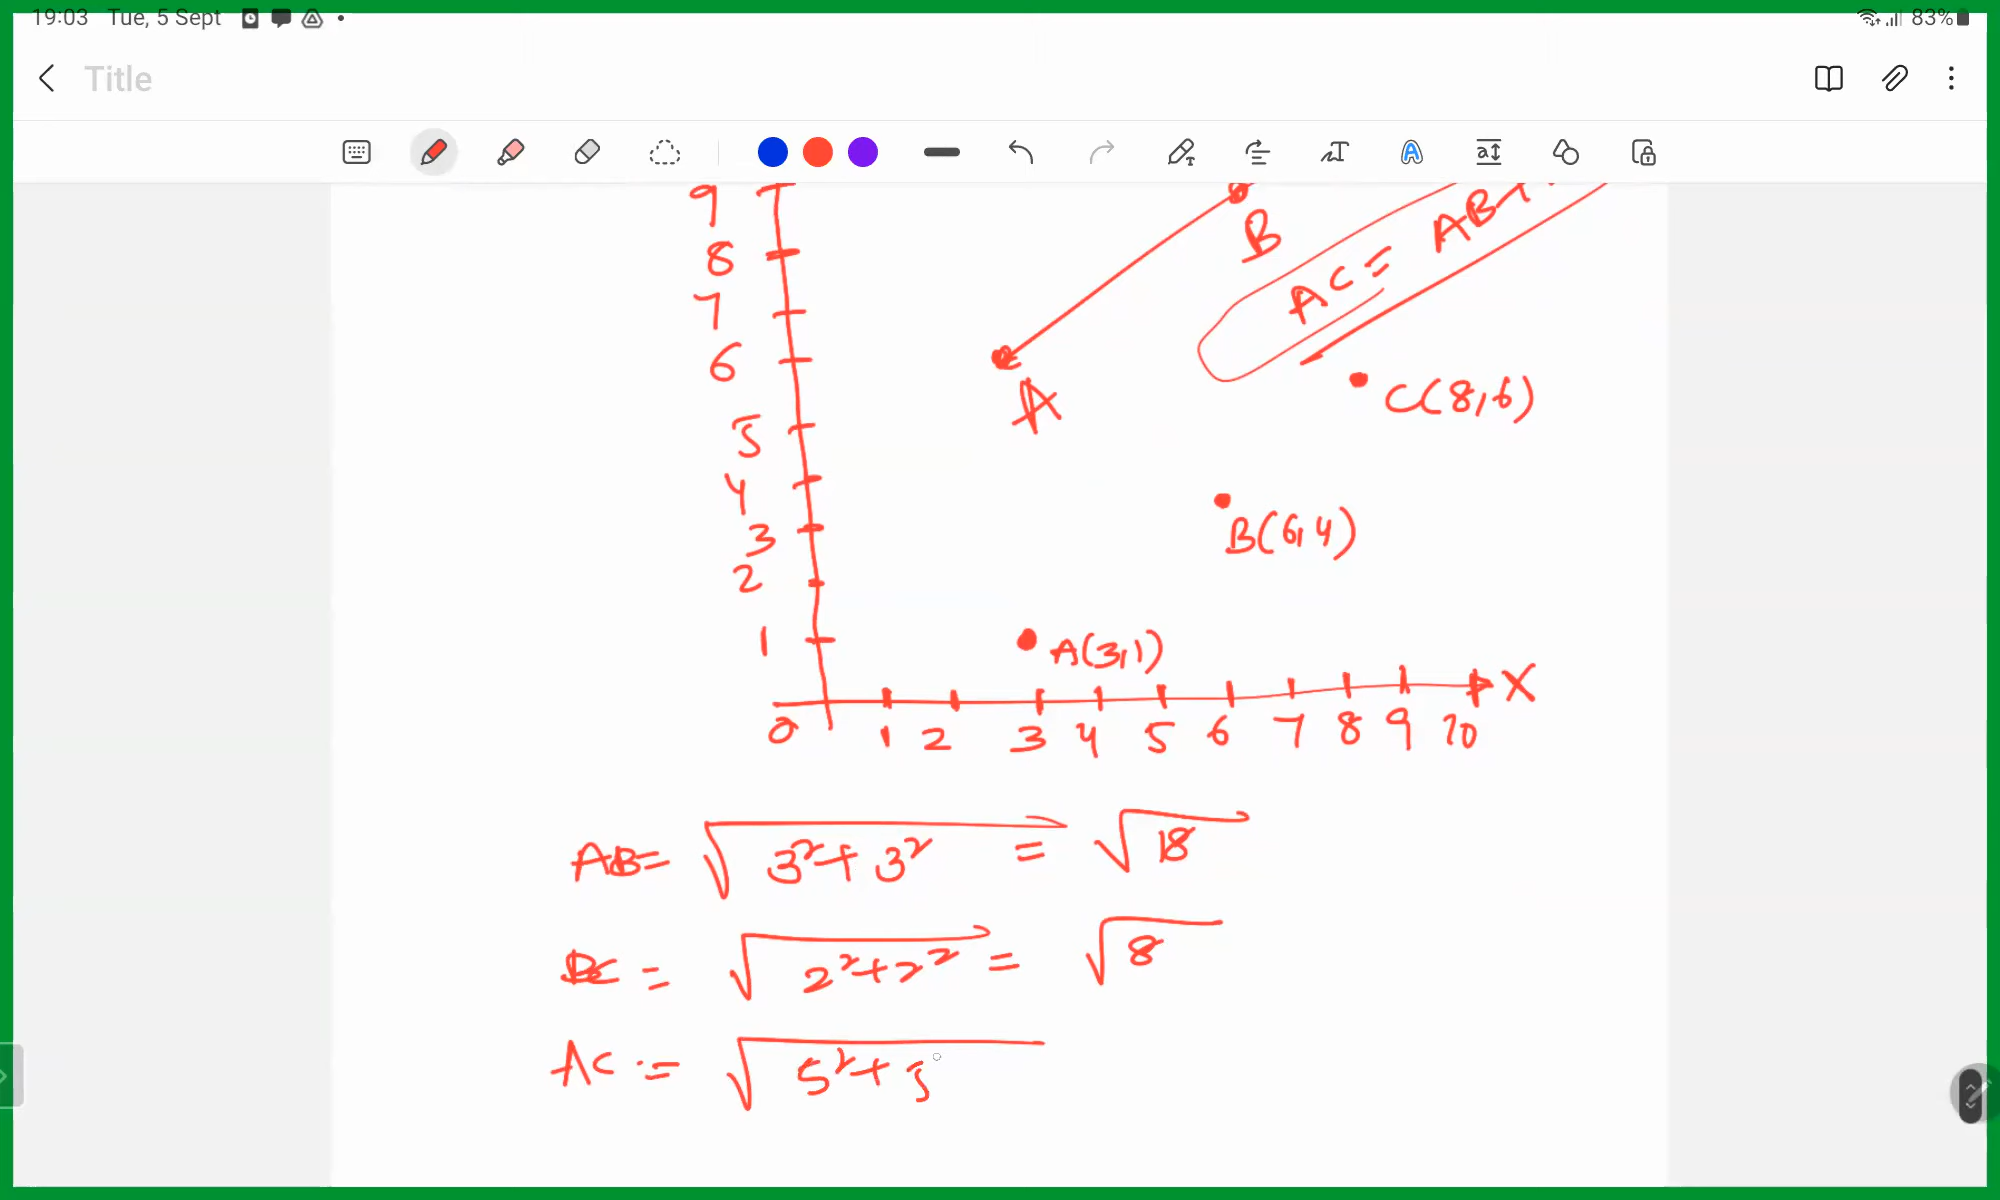 19:03 Tue, 5 Sept 83%
Title
A
a
9
8
7
6
5
4
3
2
1
B
AC = AB+
A
C(8,6)
B(6,4)
A(3,1)
X
0 1 2 3 4 5 6 7 8 9 10
AB = √3²+3² = √18
BC = √2²+2² = √8
AC = √5²+5